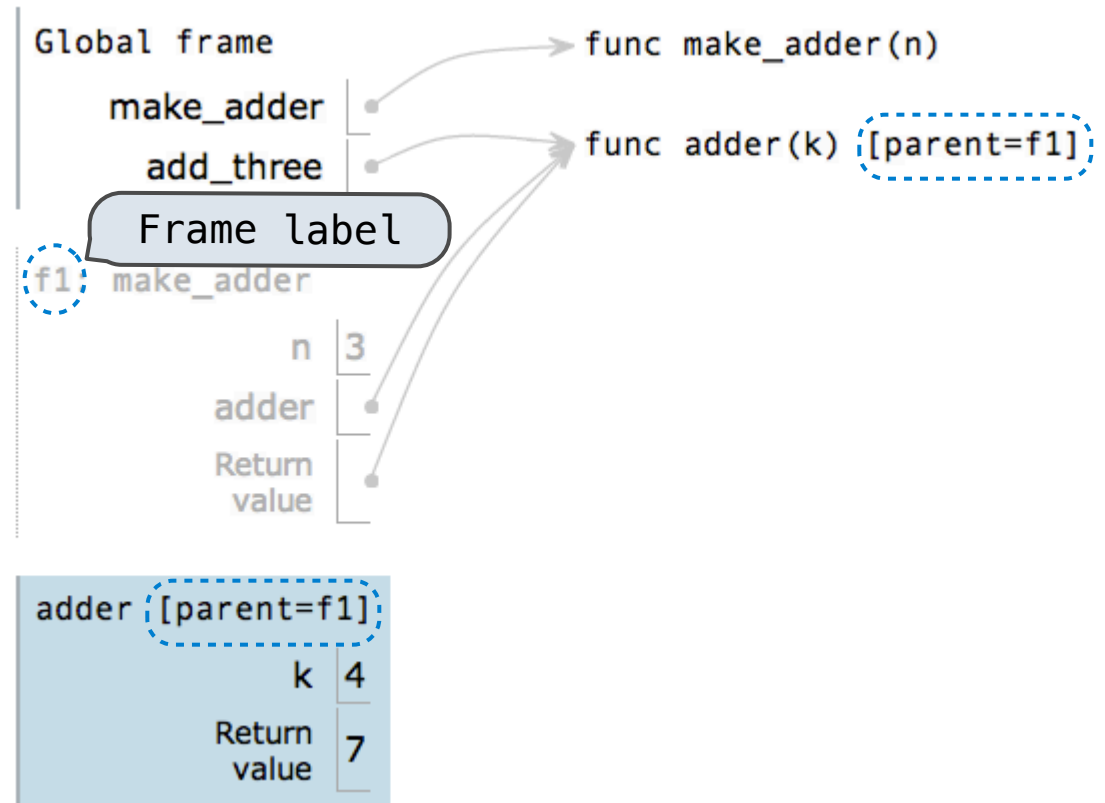 Global frame
func make_adder(n)
make_adder
add_three
func adder(k) [parent=f1]
Frame label
f1: make_adder
n 3
adder
Return
value
adder [parent=f1]
k 4
Return
value 7